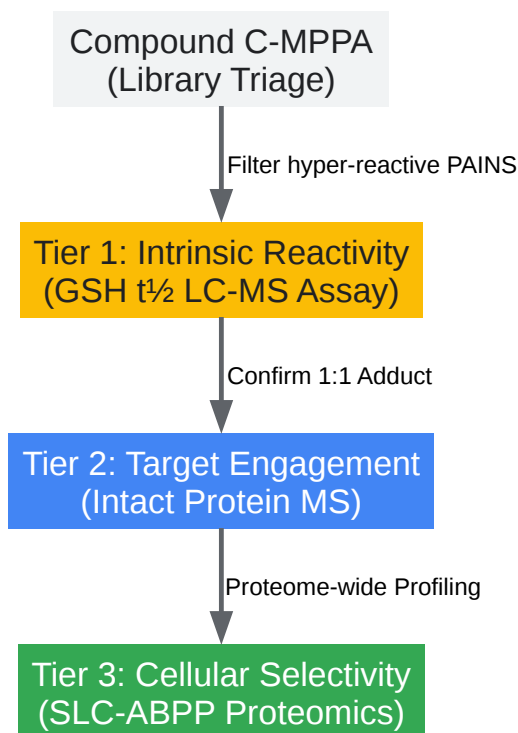 Compound C-MPPA
(Library Triage)
Filter hyper-reactive PAINS
Tier 1: Intrinsic Reactivity
(GSH t½ LC-MS Assay)
Confirm 1:1 Adduct
Tier 2: Target Engagement
(Intact Protein MS)
Proteome-wide Profiling
Tier 3: Cellular Selectivity
(SLC-ABPP Proteomics)